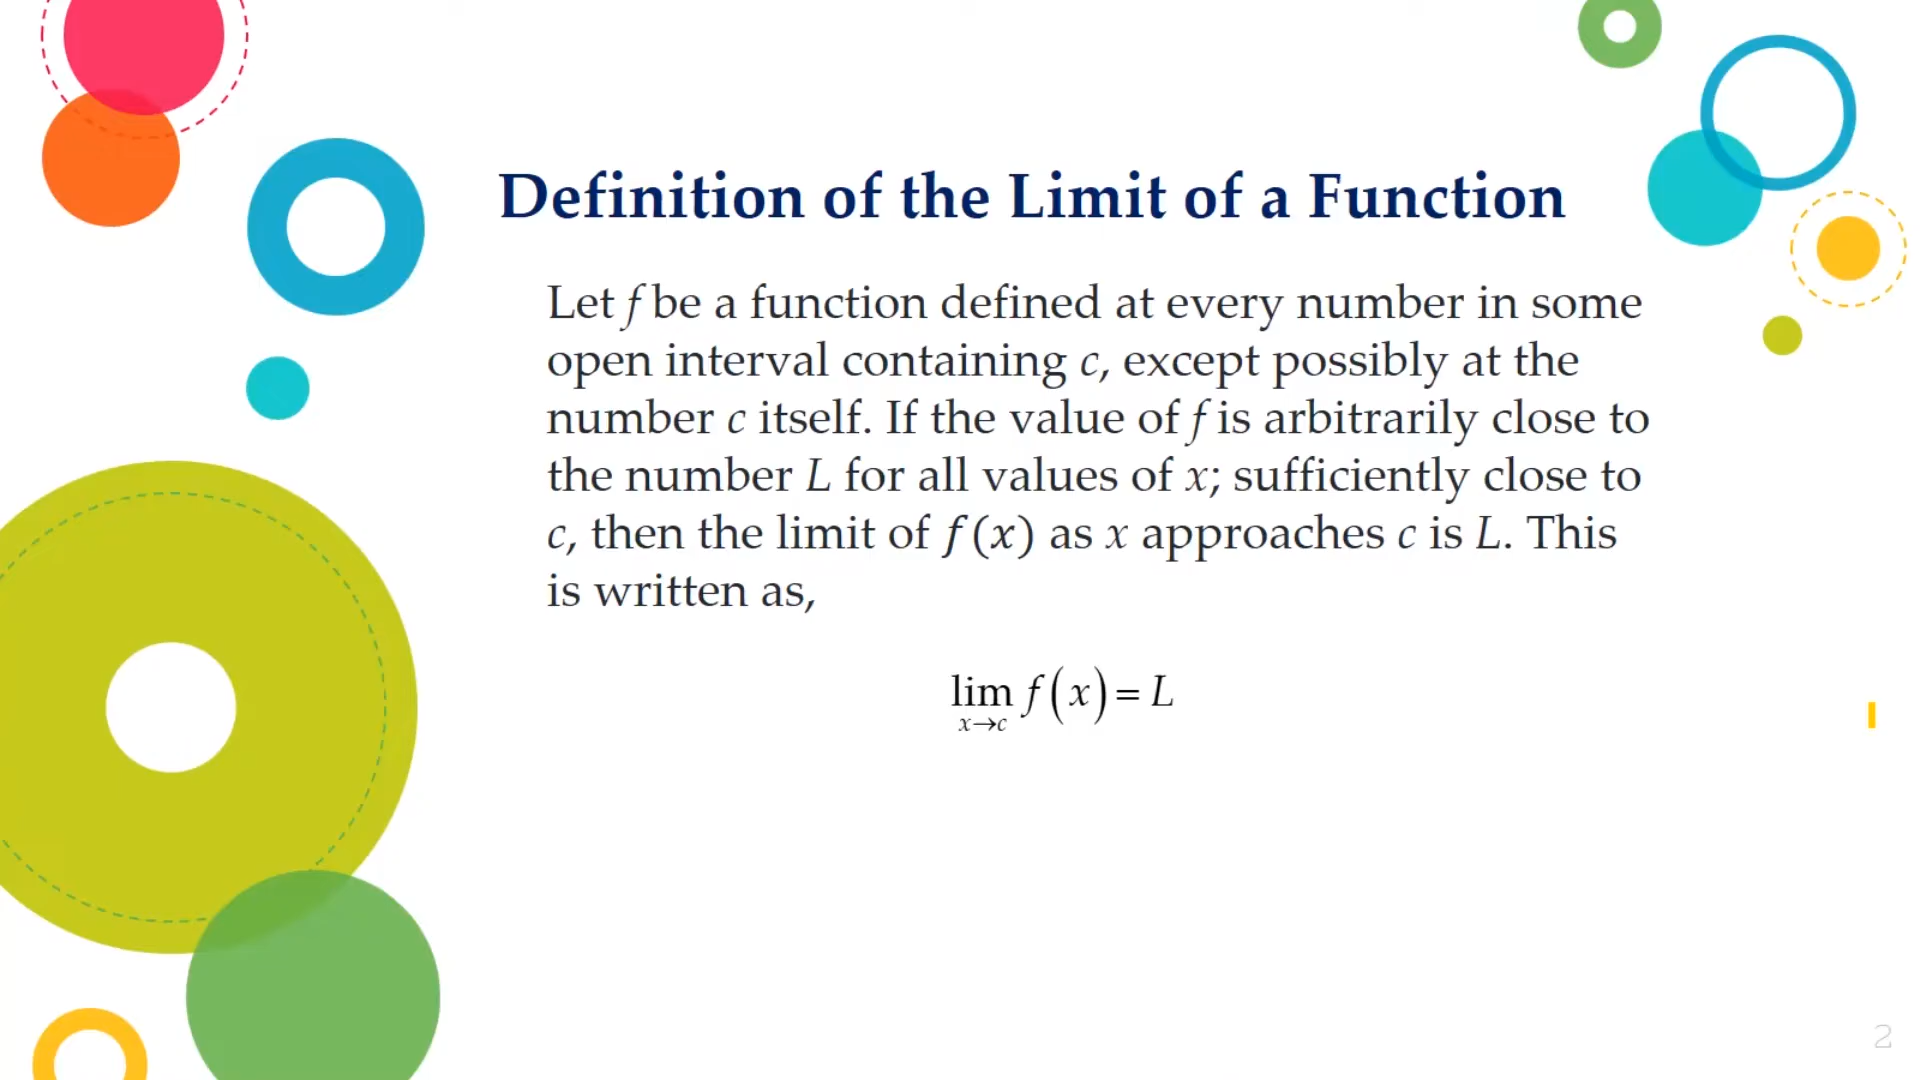 Definition of the Limit of a Function
Let f be a function defined at every number in some
open interval containing c, except possibly at the
number c itself. If the value of f is arbitrarily close to
the number L for all values of x; sufficiently close to
c, then the limit of f(x) as x approaches c is L. This
is written as,
lim f(x) = L
x→c
2